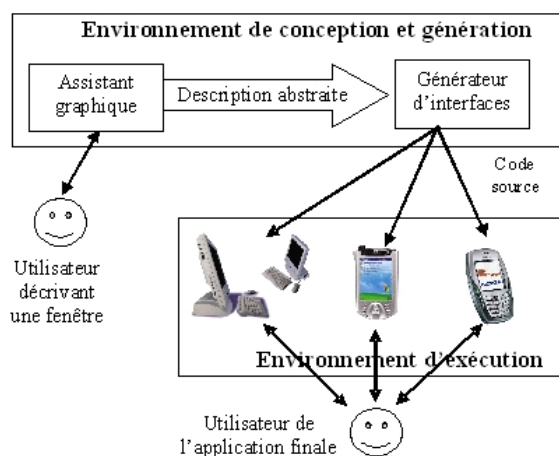 Environnement de conception et génération
Assistant
graphique
Description abstraite
Générateur
d'interfaces
Code
source
Utilisateur
décrivant
une fenêtre
Environnement d'exécution
Utilisateur de
l'application finale